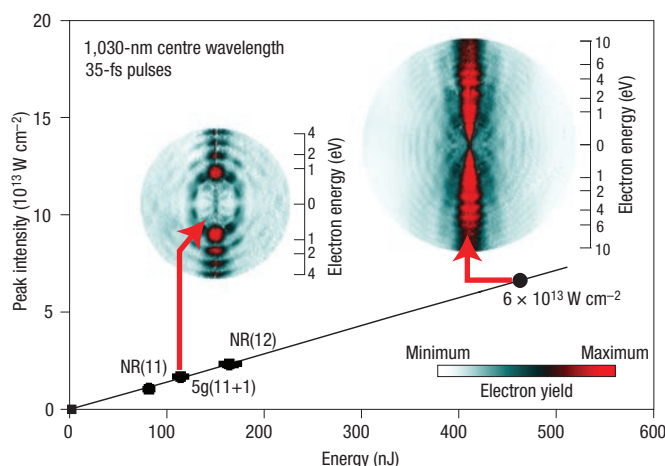 1,030-nm centre wavelength
35-fs pulses
Peak intensity (10¹³ W cm⁻²)
20
15
10
5
0
4
2
1
0
1
2
4
Electron energy (eV)
10
6
4
2
1
0
1
2
4
6
10
Electron energy (eV)
NR(11)
5g(11+1)
NR(12)
6 × 10¹³ W cm⁻²
Minimum Maximum
Electron yield
0 100 200 300 400 500 600
Energy (nJ)